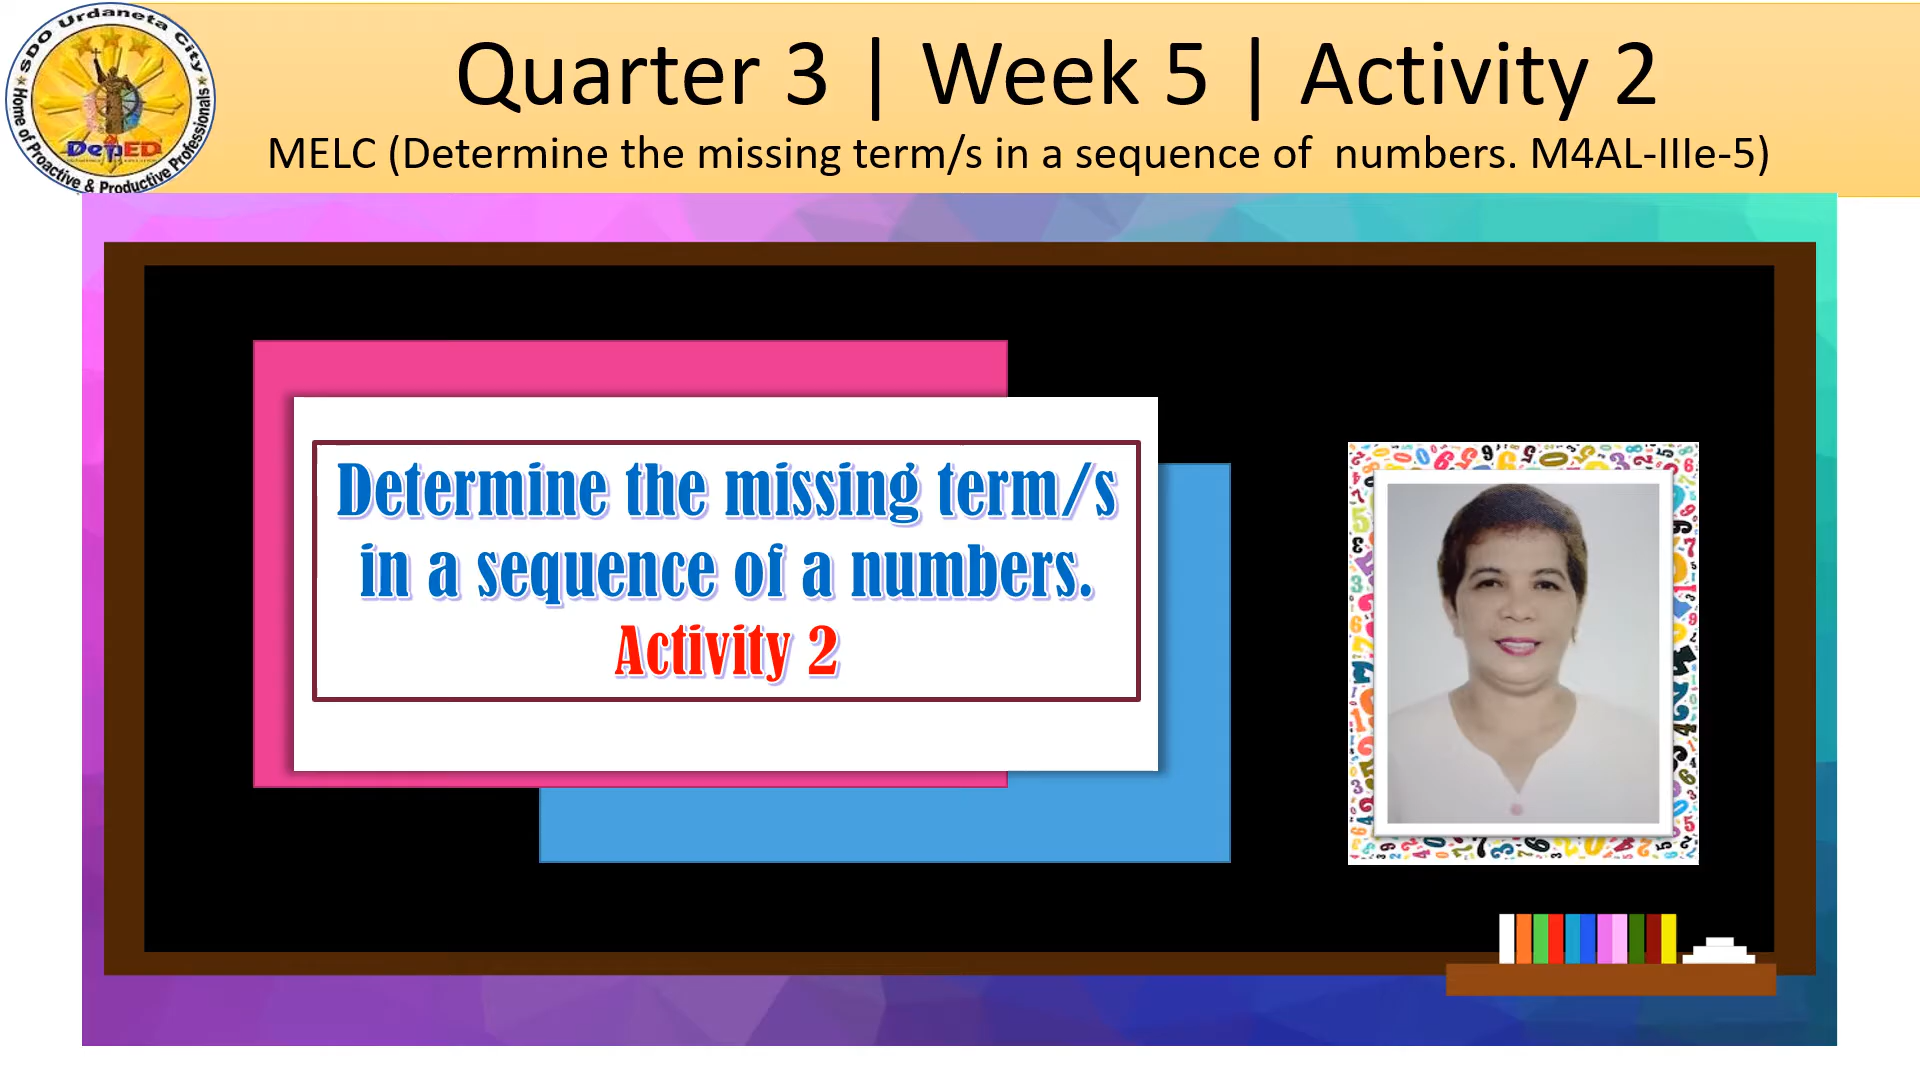 SDO Urdaneta City
Home of Proactive & Productive Professionals
DepED
Quarter 3 | Week 5 | Activity 2
MELC (Determine the missing term/s in a sequence of numbers. M4AL-IIIe-5)
Determine the missing term/s
in a sequence of a numbers.
Activity 2